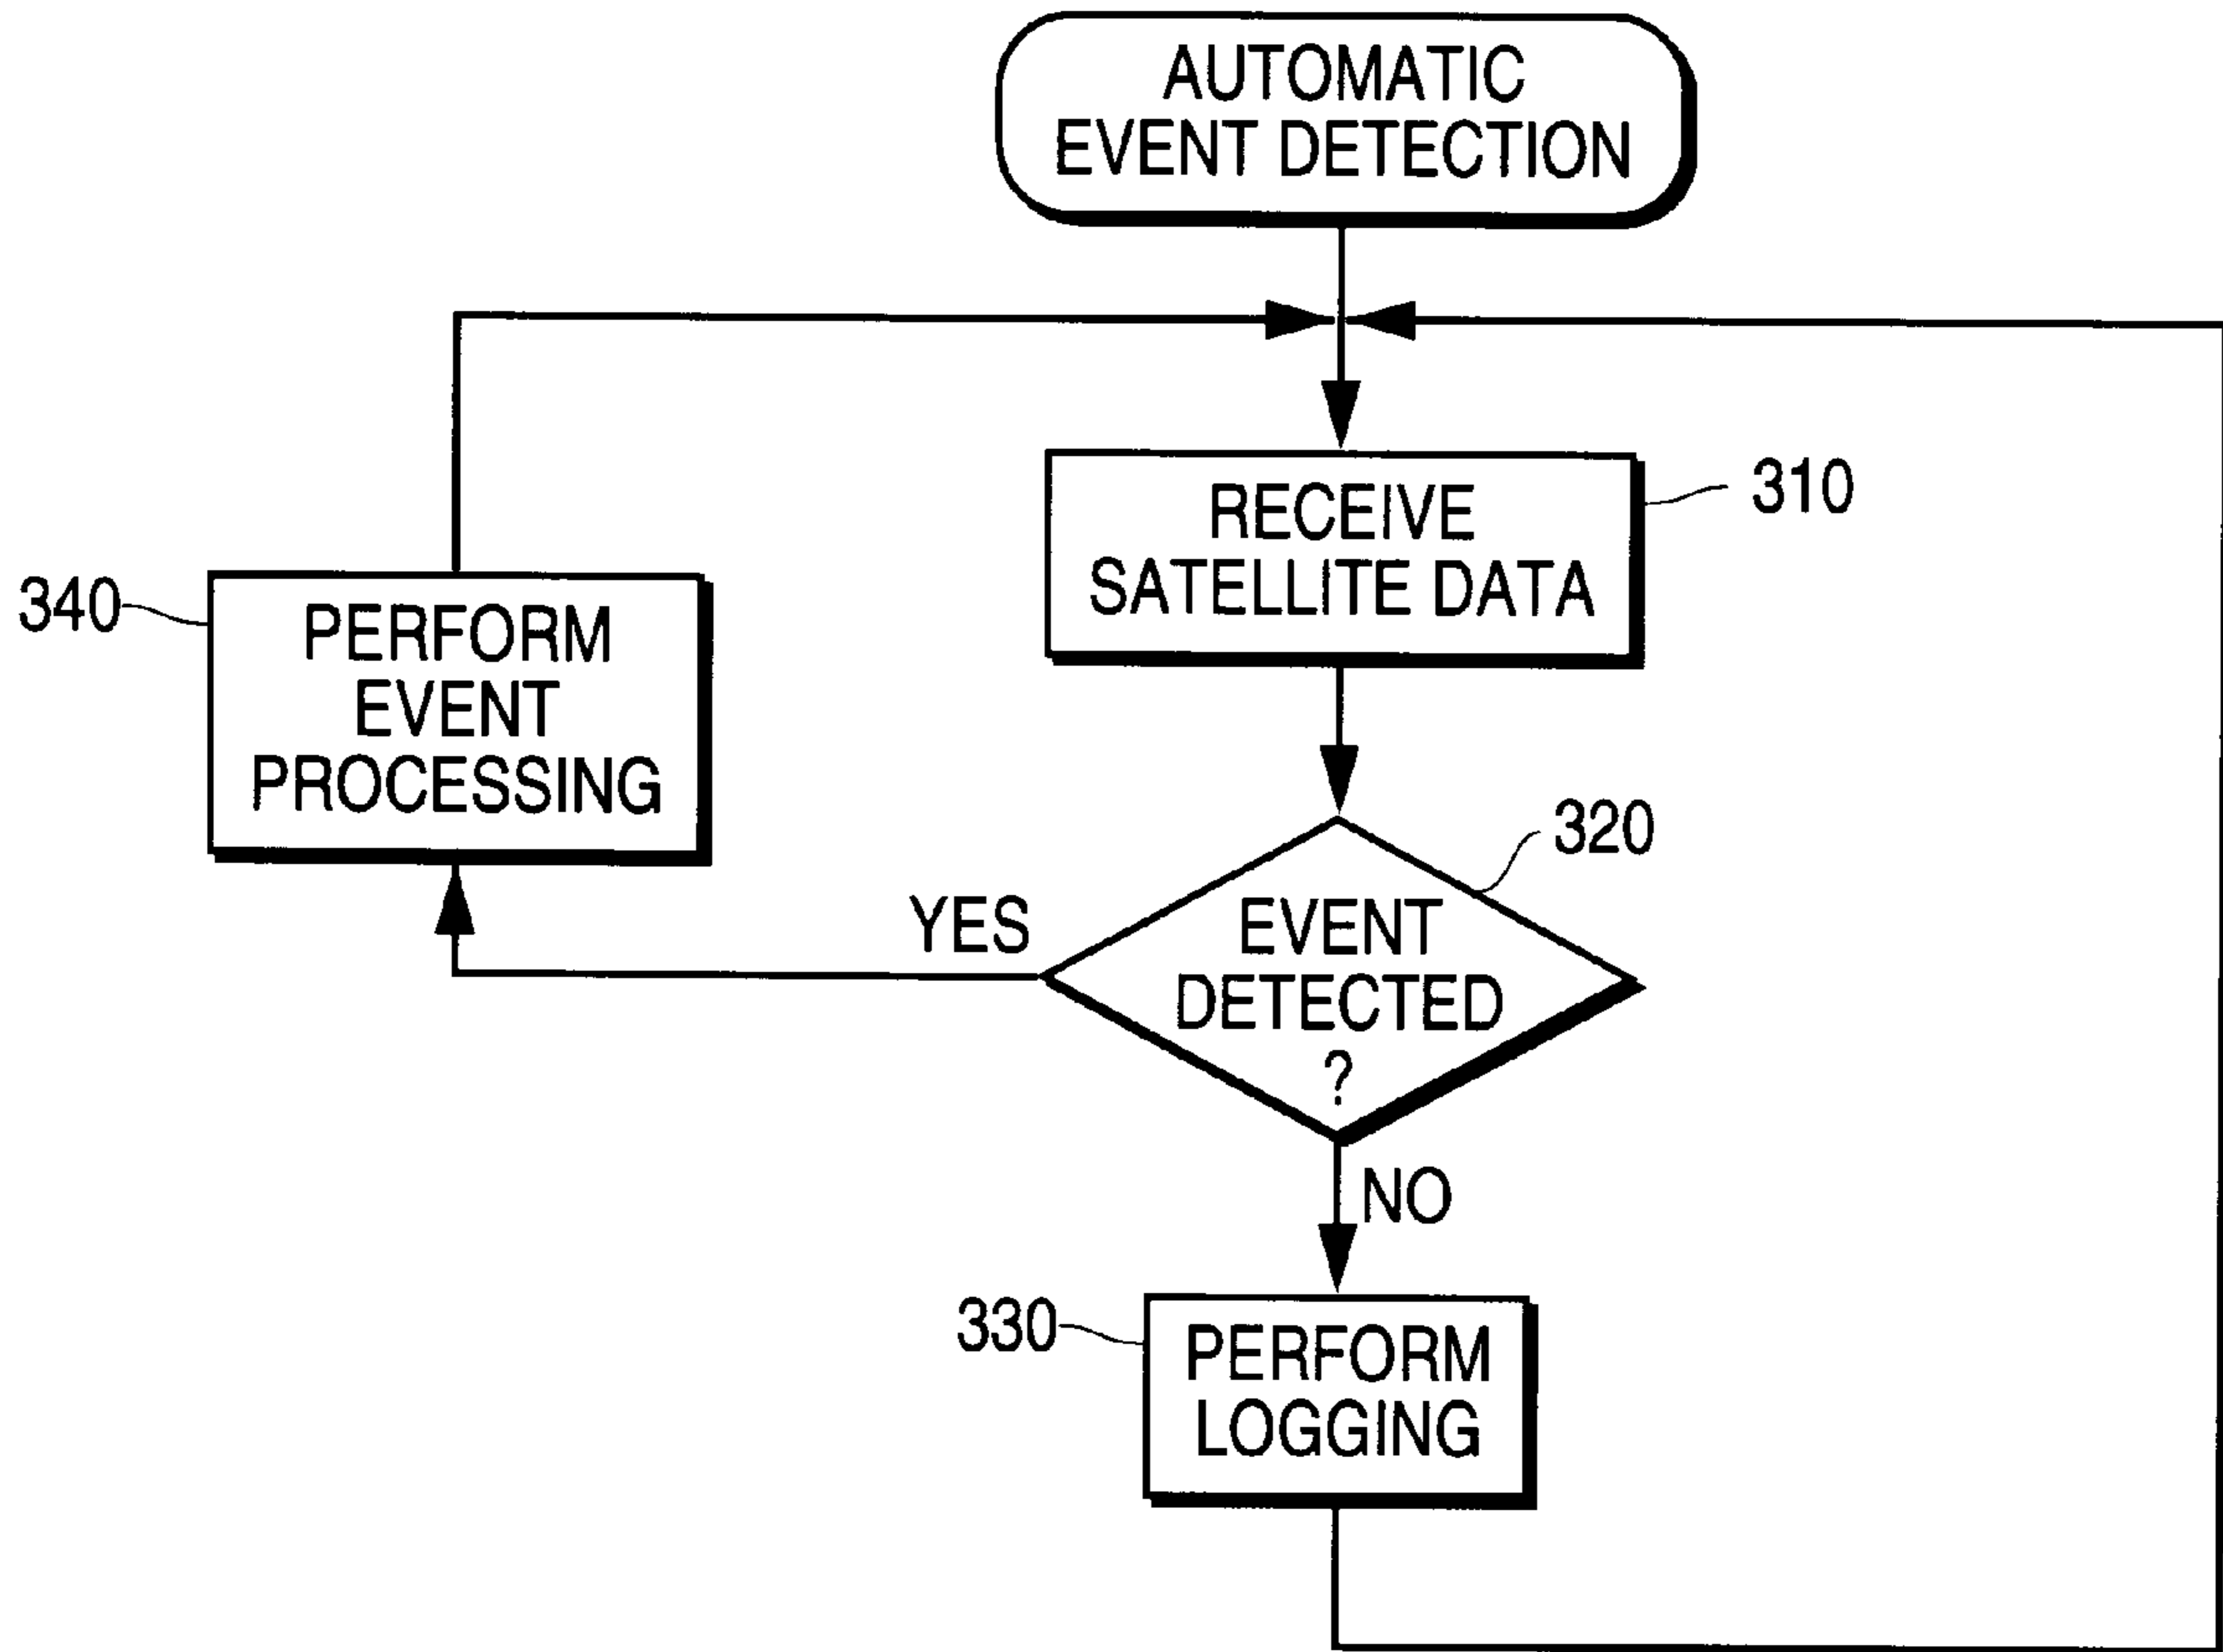 AUTOMATIC
EVENT DETECTION
310
RECEIVE
SATELLITE DATA
340
PERFORM
EVENT
PROCESSING
320
YES
EVENT
DETECTED
?
NO
330
PERFORM
LOGGING